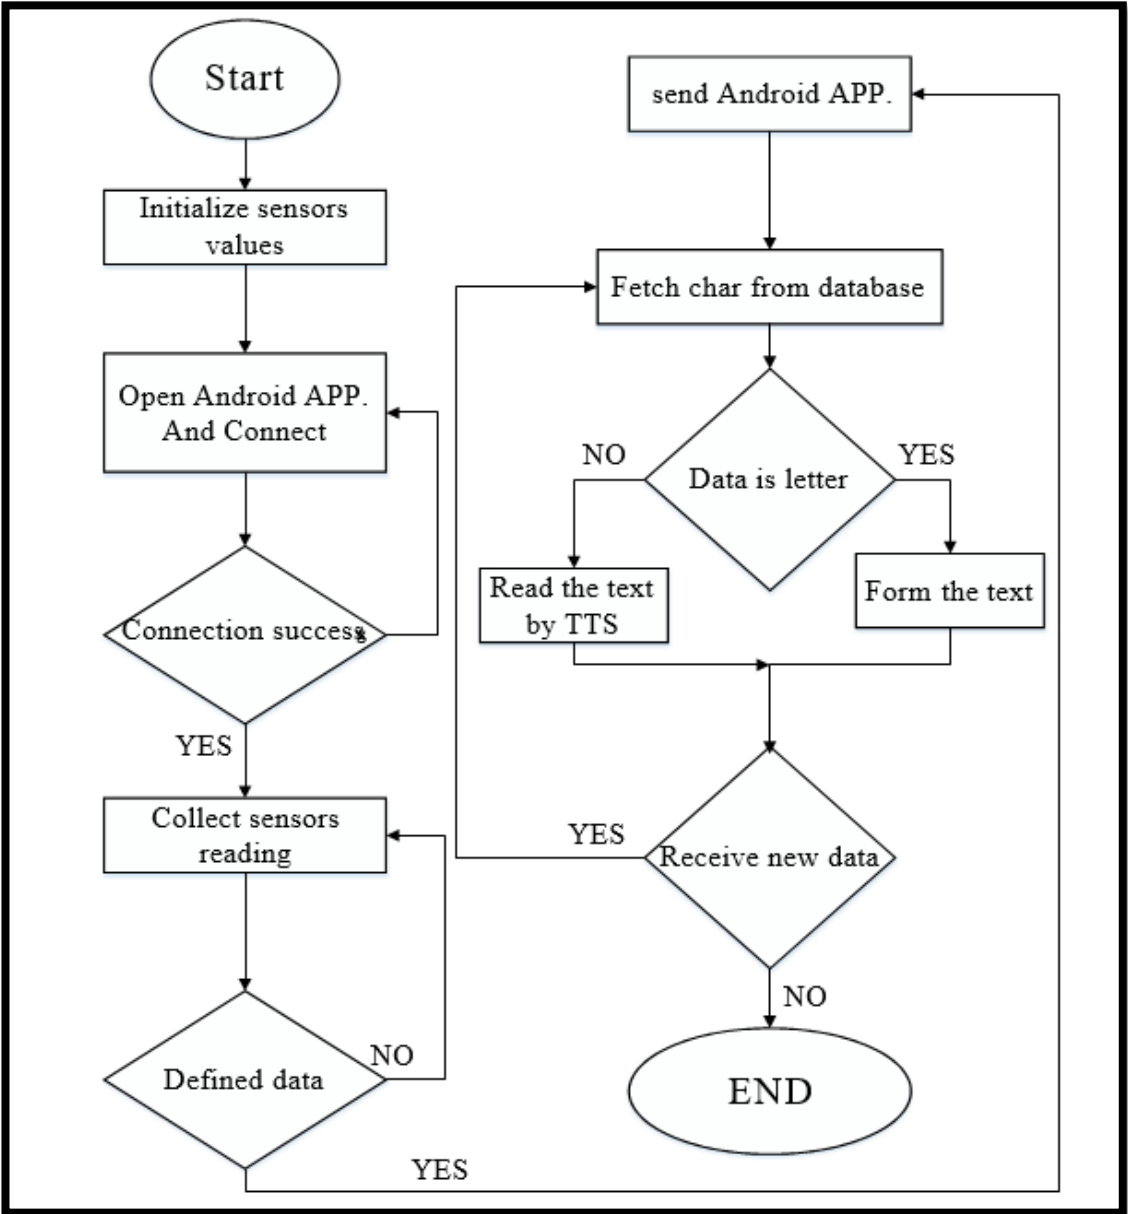 Start
Initialize sensors
values
Open Android APP.
And Connect
Connection success
YES
Collect sensors
reading
Defined data
NO
YES
send Android APP.
Fetch char from database
Data is letter
NO
YES
Read the text
by TTS
Form the text
Receive new data
YES
NO
END